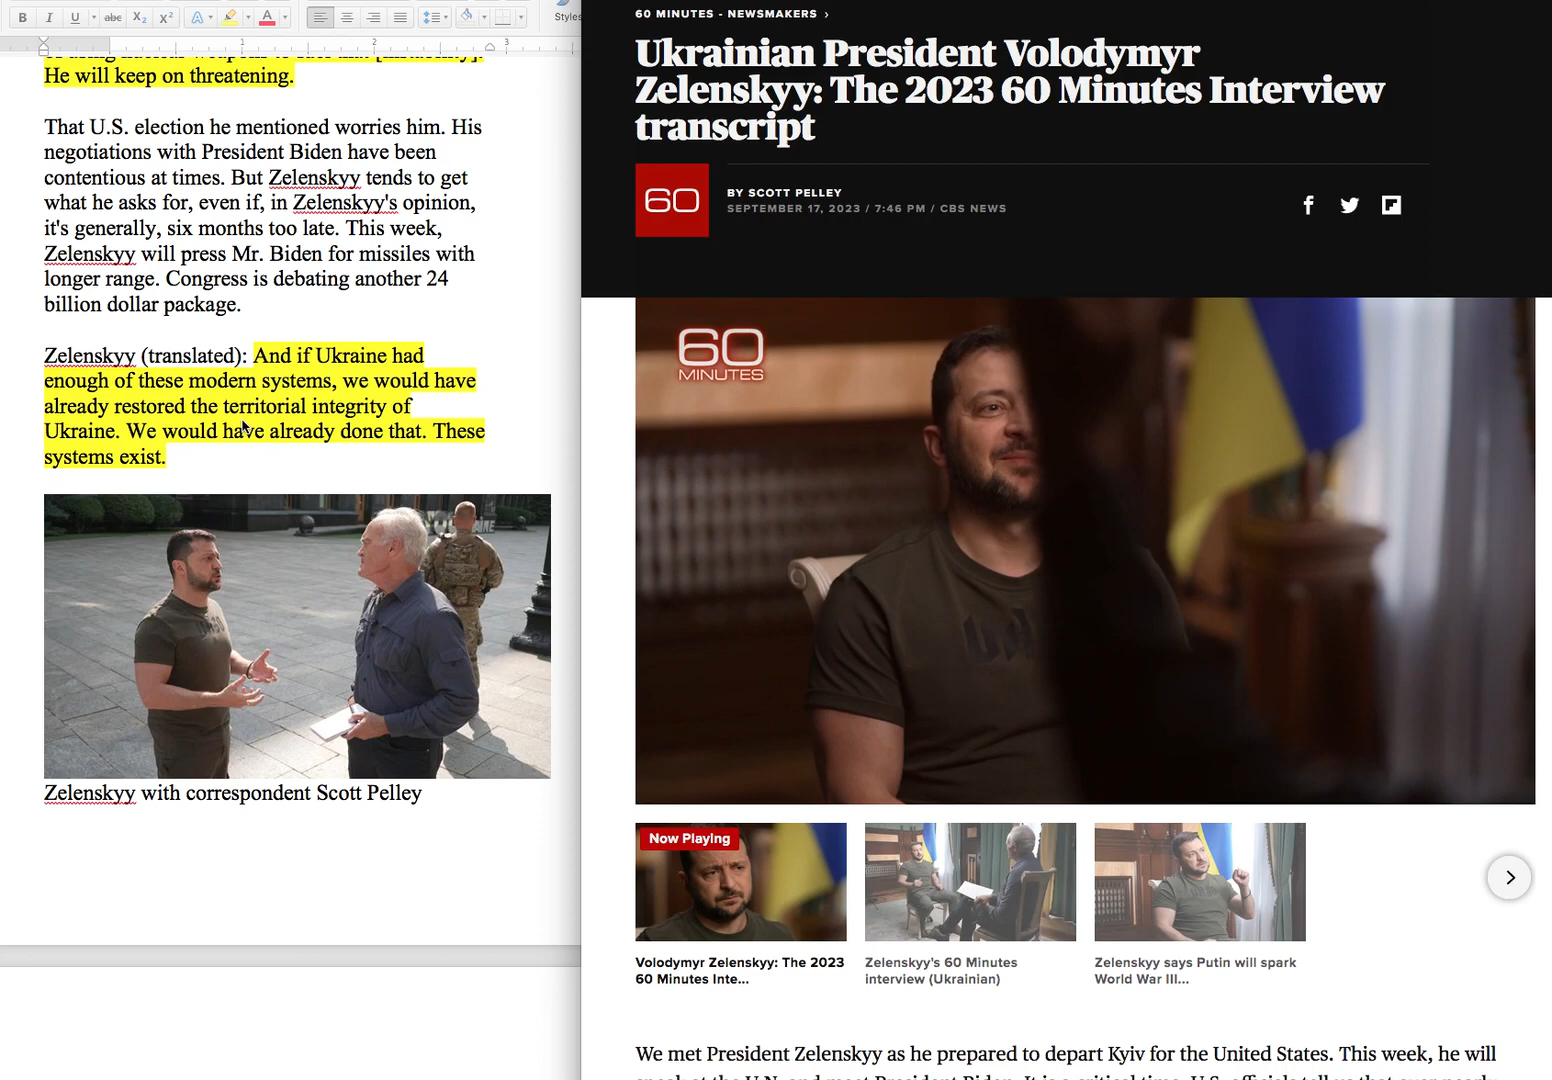 B I U abc X2 X2 A A
Styles
1 2 3
He will keep on threatening.
That U.S. election he mentioned worries him. His
negotiations with President Biden have been
contentious at times. But Zelenskyy tends to get
what he asks for, even if, in Zelenskyy's opinion,
it's generally, six months too late. This week,
Zelenskyy will press Mr. Biden for missiles with
longer range. Congress is debating another 24
billion dollar package.
Zelenskyy (translated): And if Ukraine had
enough of these modern systems, we would have
already restored the territorial integrity of
Ukraine. We would have already done that. These
systems exist.
Zelenskyy with correspondent Scott Pelley
60 MINUTES - NEWSMAKERS ›
Ukrainian President Volodymyr
Zelenskyy: The 2023 60 Minutes Interview
transcript
60
BY SCOTT PELLEY
SEPTEMBER 17, 2023 / 7:46 PM / CBS NEWS
60
MINUTES
Now Playing
Volodymyr Zelenskyy: The 2023
60 Minutes Inte...
Zelenskyy's 60 Minutes
interview (Ukrainian)
Zelenskyy says Putin will spark
World War III...
We met President Zelenskyy as he prepared to depart Kyiv for the United States. This week, he will